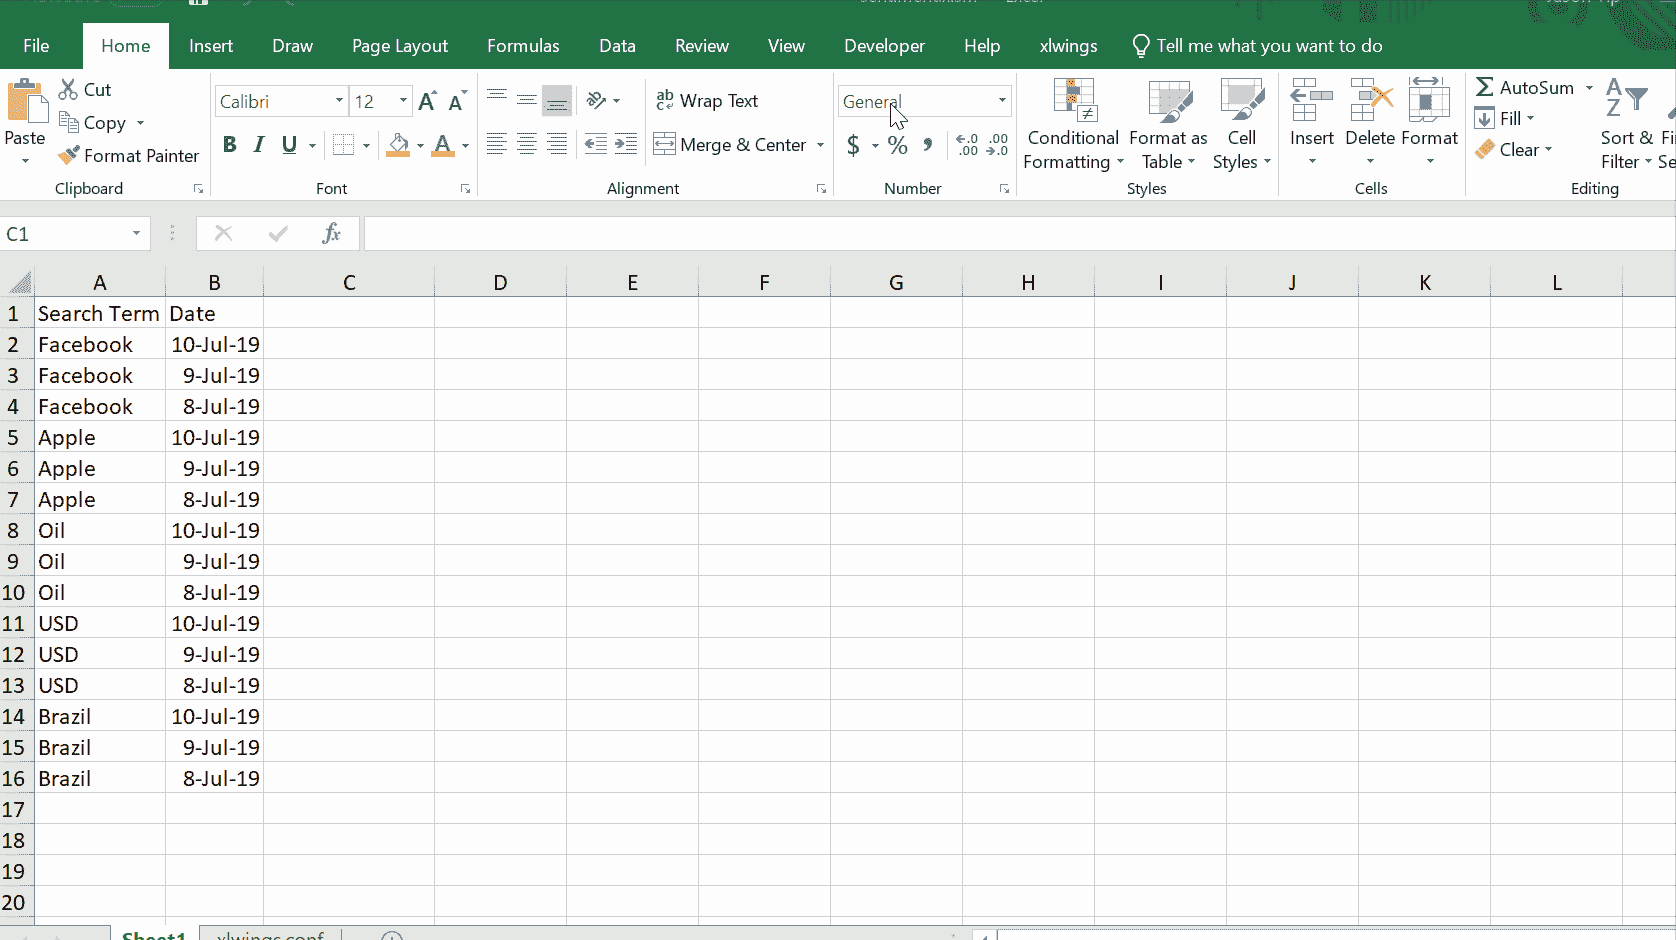 File Home Insert Draw Page Layout Formulas Data Review View Developer Help xlwings Tell me what you want to do
Paste
Cut
Copy
Format Painter
Clipboard
Calibri 12 A A
B I U A
Font
ab Wrap Text
Merge & Center
Alignment
General
$ % , .0 .00 .00 .0
Number
Conditional Formatting
Format as Table
Cell Styles
Styles
Insert Delete Format
Cells
AutoSum
Fill
Clear
A Z
Sort & Filter
Editing
C1 fx
A B C D E F G H I J K L
1 Search Term Date
2 Facebook 10-Jul-19
3 Facebook 9-Jul-19
4 Facebook 8-Jul-19
5 Apple 10-Jul-19
6 Apple 9-Jul-19
7 Apple 8-Jul-19
8 Oil 10-Jul-19
9 Oil 9-Jul-19
10 Oil 8-Jul-19
11 USD 10-Jul-19
12 USD 9-Jul-19
13 USD 8-Jul-19
14 Brazil 10-Jul-19
15 Brazil 9-Jul-19
16 Brazil 8-Jul-19
17
18
19
20
Sheet1 xlwings.conf